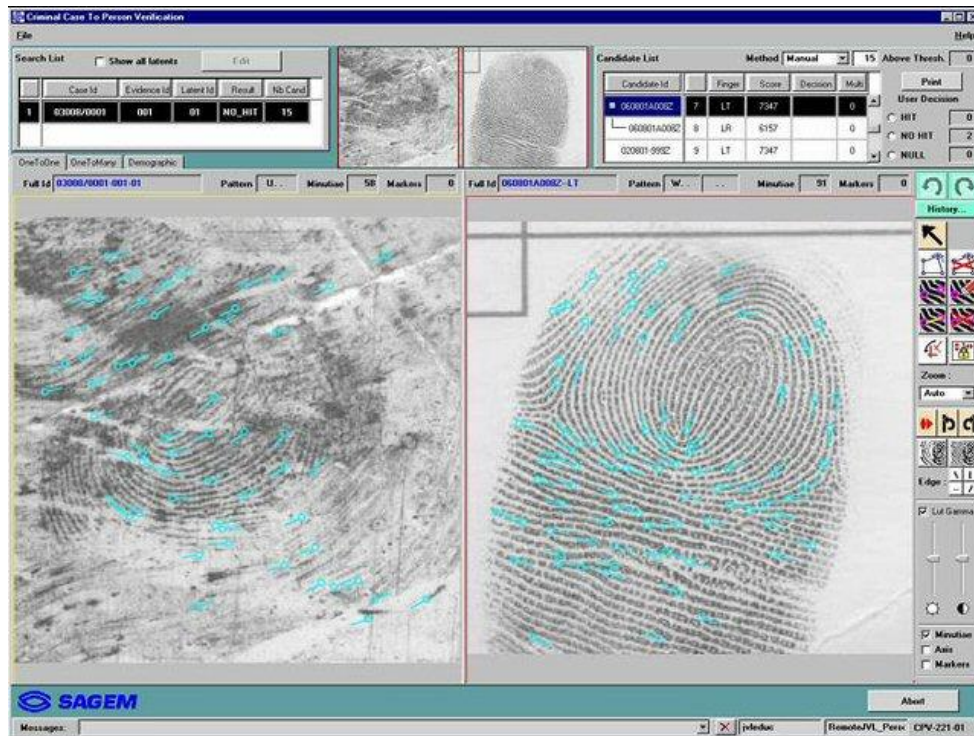 Criminal Case To Person Verification
File Help
Search List Show all latents Edit
Case Id Evidence Id Latent Id Result Nb Cand
1 03008/0001 001 01 NO_HIT 15
Candidate List Method Manual 15 Above Thresh. 0
Candidate Id Finger Score Decision Multi
060801A008Z 7 LT 7347 0
060801A008Z 8 LR 6157 0
020801-999Z 9 LT 7347 0
Print
User Decision
HIT 0
NO HIT 2
NULL 0
OneToOne OneToMany Demographic
Full Id 03008/0001-001-01 Pattern U. . Minutiae 58 Markers 0
Full Id 060801A008Z-LT Pattern W. . . . Minutiae 91 Markers 0
History...
Zoom :
Auto
Edge :
Lut Gamma
Minutiae
Axis
Markers
SAGEM
Abort
Messages: jvleduc CPV-221-01